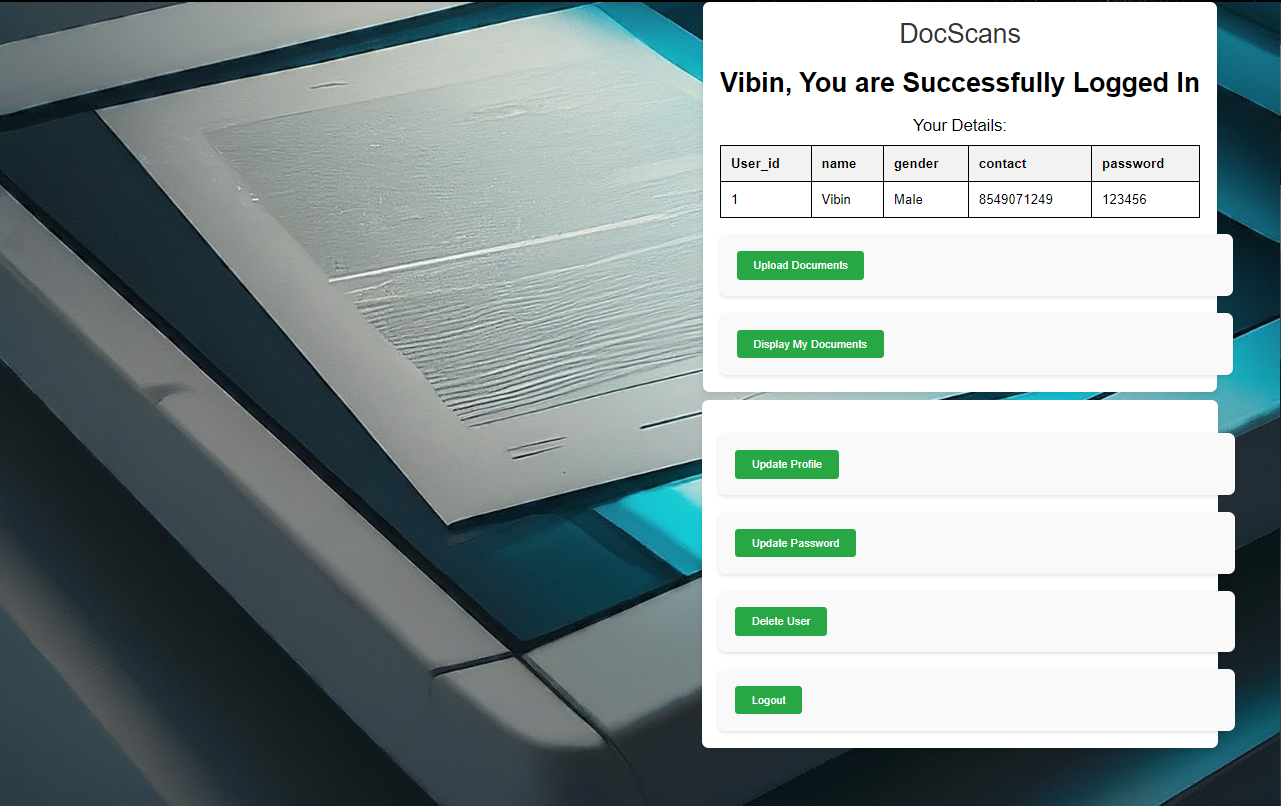 DocScans
Vibin, You are Successfully Logged In
Your Details:
User_id name gender contact password
1 Vibin Male 8549071249 123456
Upload Documents
Display My Documents
Update Profile
Update Password
Delete User
Logout